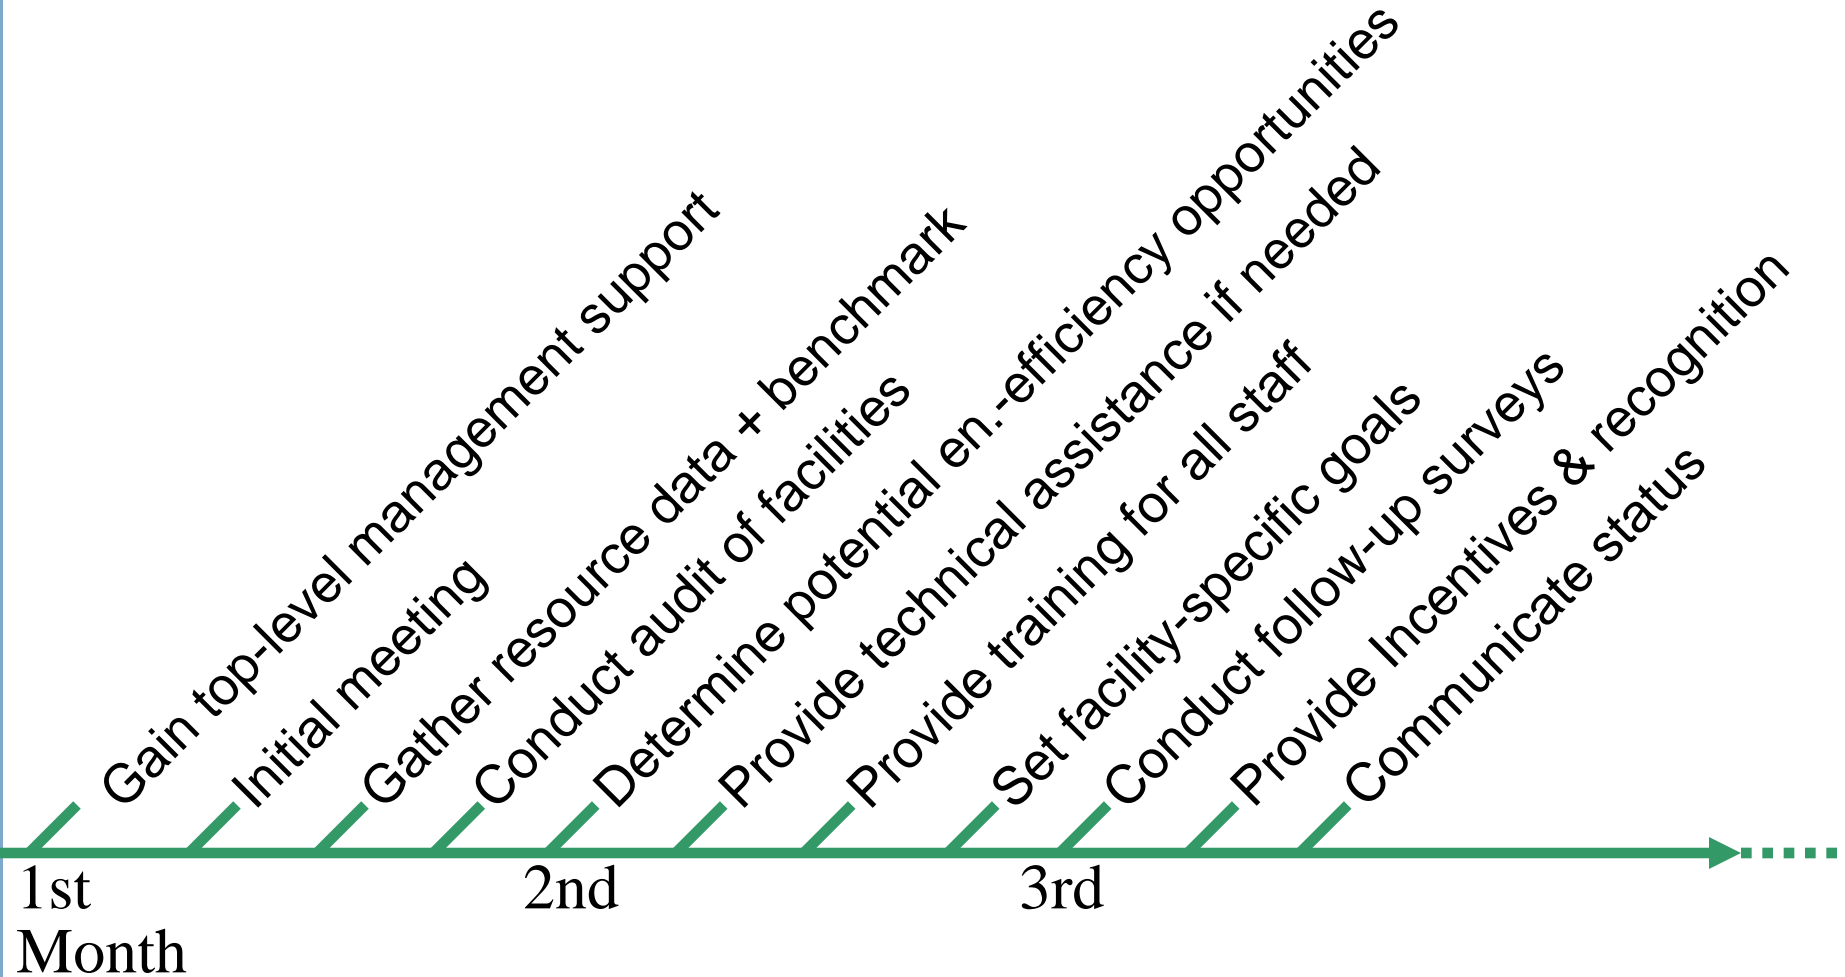 Gain top-level management support
Initial meeting
Gather resource data + benchmark
Conduct audit of facilities
Determine potential en.-efficiency opportunities
Provide technical assistance if needed
Provide training for all staff
Set facility-specific goals
Conduct follow-up surveys
Provide Incentives & recognition
Communicate status
1st
2nd
3rd
Month